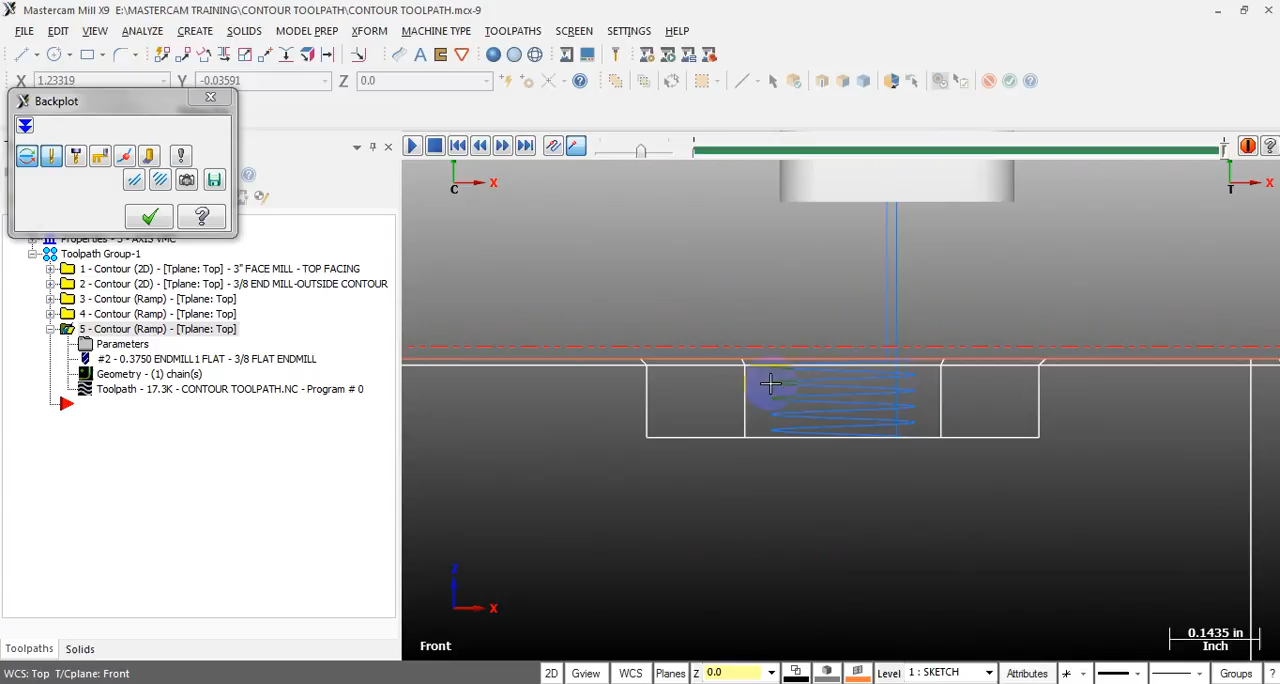 Mastercam Mill X9 E:\MASTERCAM TRAINING\CONTOUR TOOLPATH\CONTOUR TOOLPATH.mcx-9
FILE EDIT VIEW ANALYZE CREATE SOLIDS MODEL PREP XFORM MACHINE TYPE TOOLPATHS SCREEN SETTINGS HELP
X 1.23319 Y -0.03591 Z 0.0
Backplot
C X T X
Properties - 3 - AXIS VMC
Toolpath Group-1
1 - Contour (2D) - [Tplane: Top] - 3" FACE MILL - TOP FACING
2 - Contour (2D) - [Tplane: Top] - 3/8 END MILL-OUTSIDE CONTOUR
3 - Contour (Ramp) - [Tplane: Top]
4 - Contour (Ramp) - [Tplane: Top]
5 - Contour (Ramp) - [Tplane: Top]
Parameters
#2 - 0.3750 ENDMILL1 FLAT - 3/8 FLAT ENDMILL
Geometry - (1) chain(s)
Toolpath - 17.3K - CONTOUR TOOLPATH.NC - Program # 0
Z
X
0.1435 in
Inch
Front
Toolpaths Solids
WCS: Top T/Cplane: Front 2D Gview WCS Planes Z 0.0 Level 1 : SKETCH Attributes Groups ?